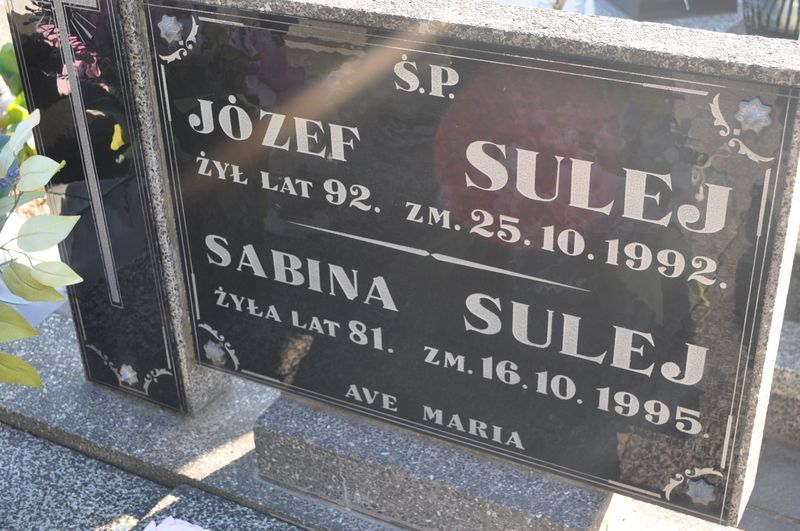 Ś.P.
JÓZEF SULEJ
ŻYŁ LAT 92. ZM. 25.10.1992.
SABINA SULEJ
ŻYŁA LAT 81. ZM. 16.10.1995.
AVE MARIA